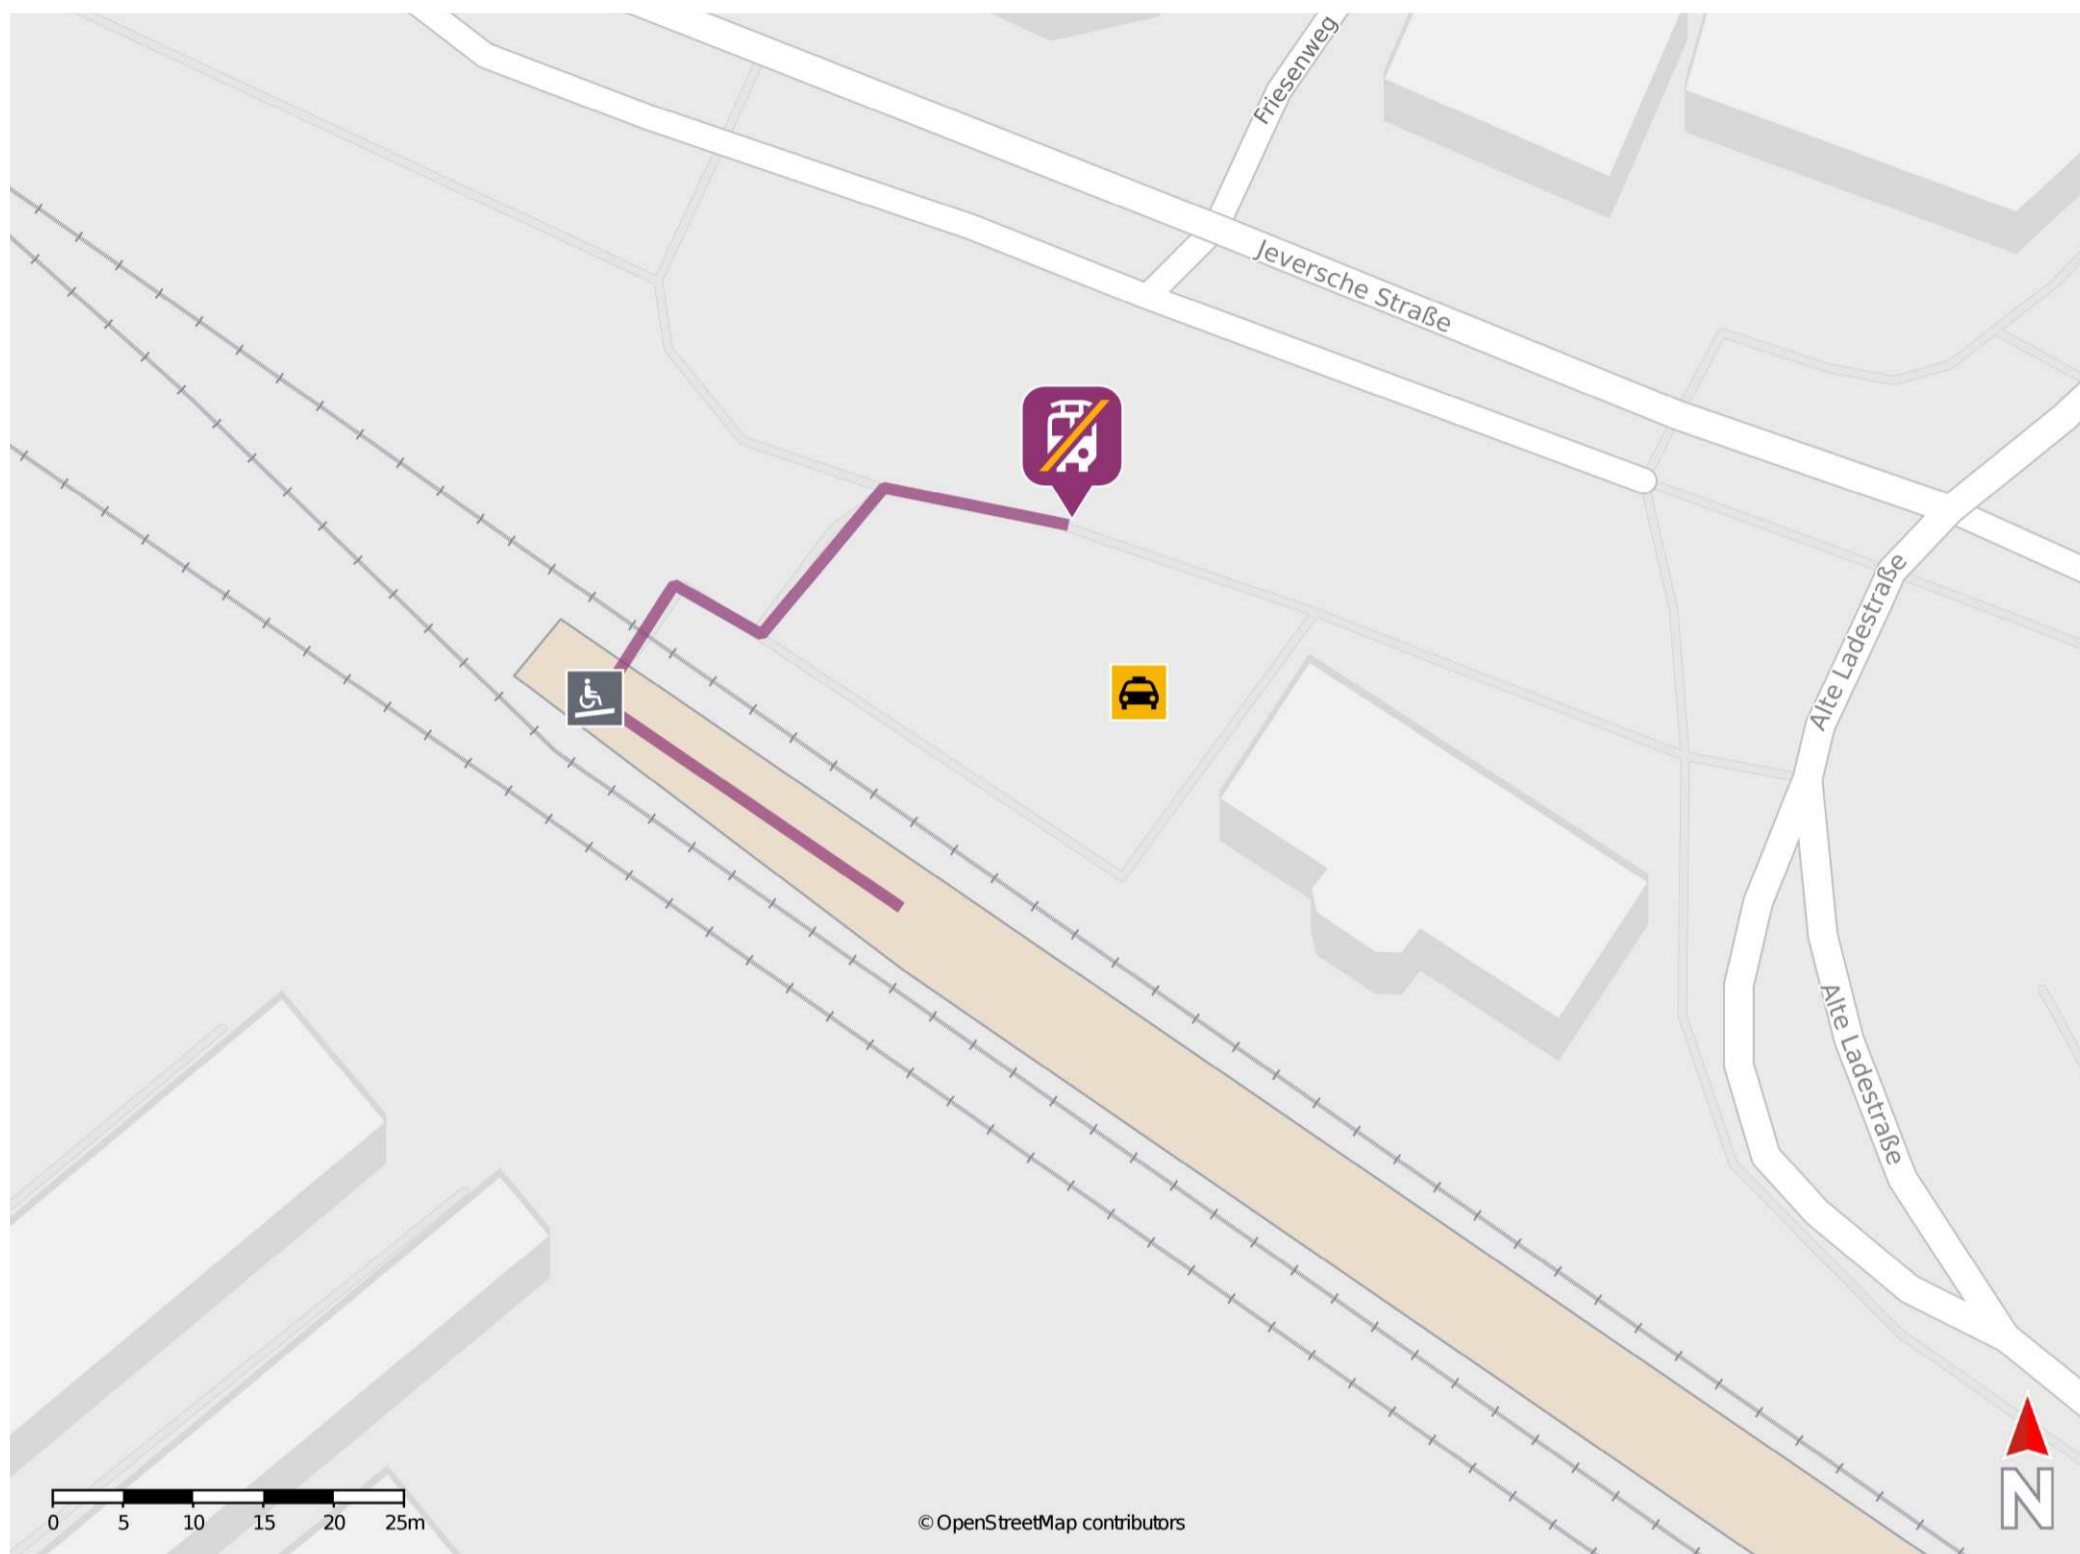 Friesenweg
Jeversche Straße
Alte Ladestraße
Alte Ladestraße
0 5 10 15 20 25m
© OpenStreetMap contributors
N